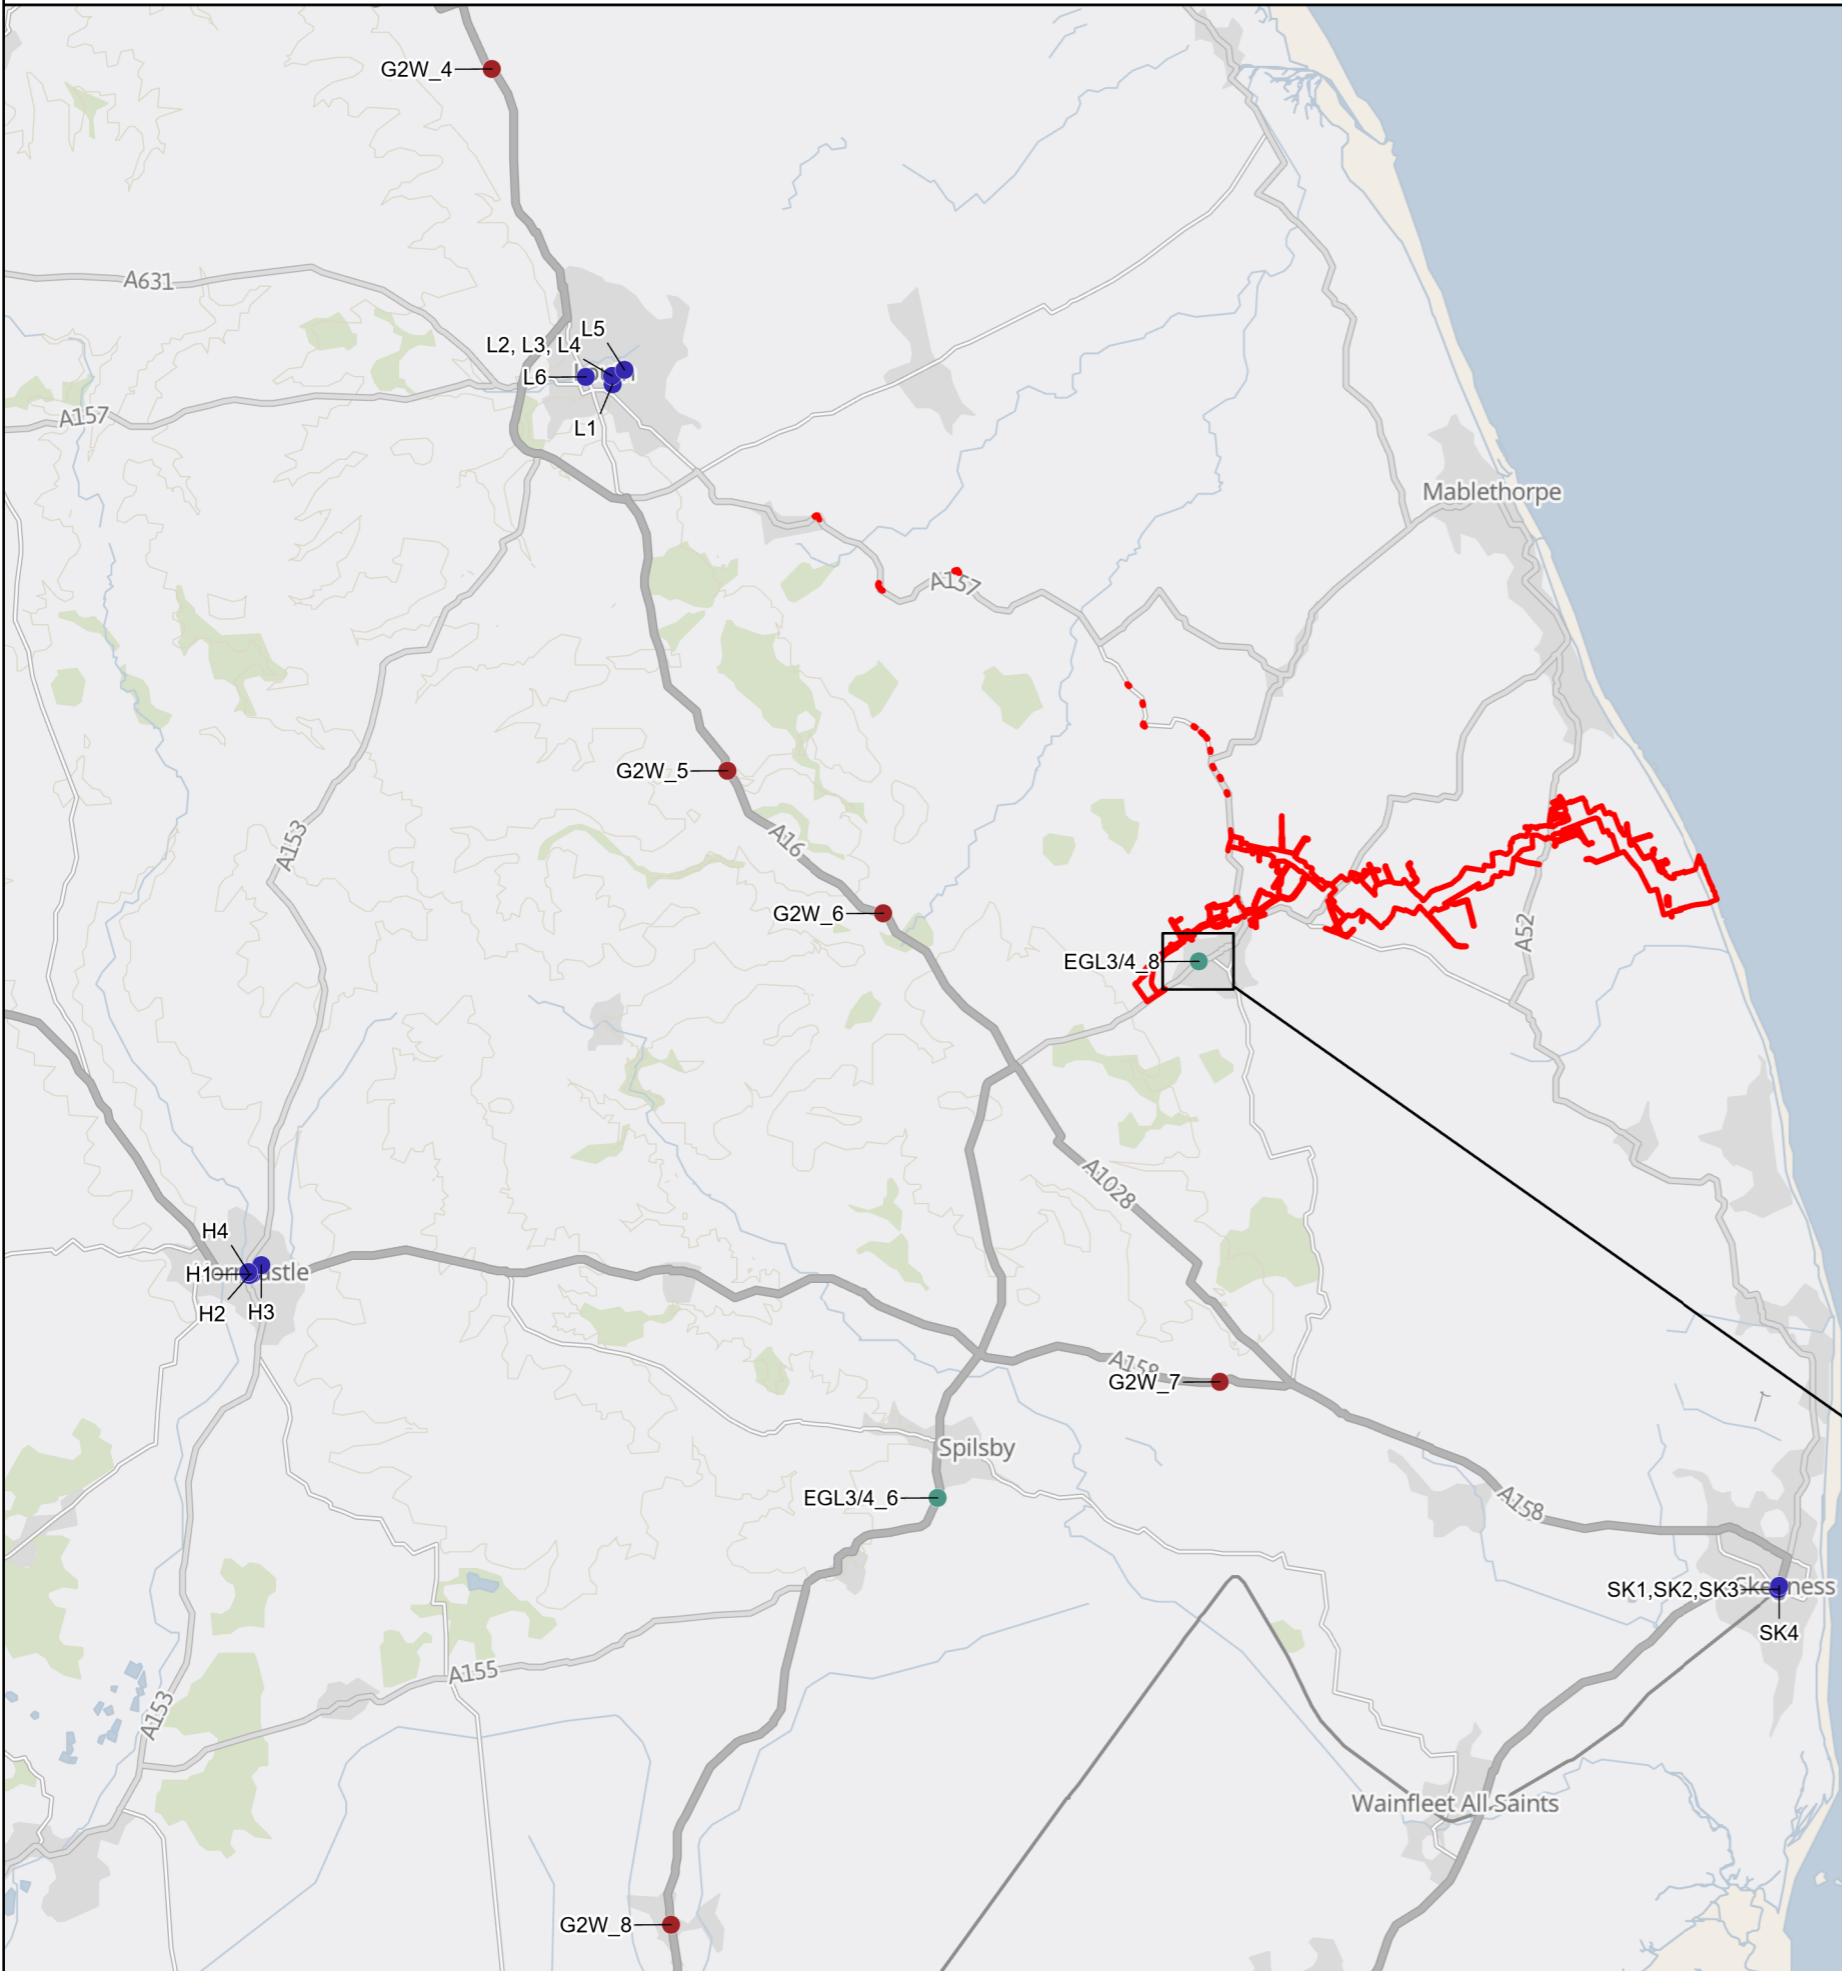 G2W_4
A631
L5
L2, L3, L4
L6
A157
L1
Mablethorpe
A157
G2W_5
A16
A153
G2W_6
A52
EGL3/4_8
A1028
H4
H1
H2
H3
A158
G2W_7
Spilsby
EGL3/4_6
A158
SK1,SK2,SK3
SK4
A155
A153
Wainfleet All Saints
G2W_8